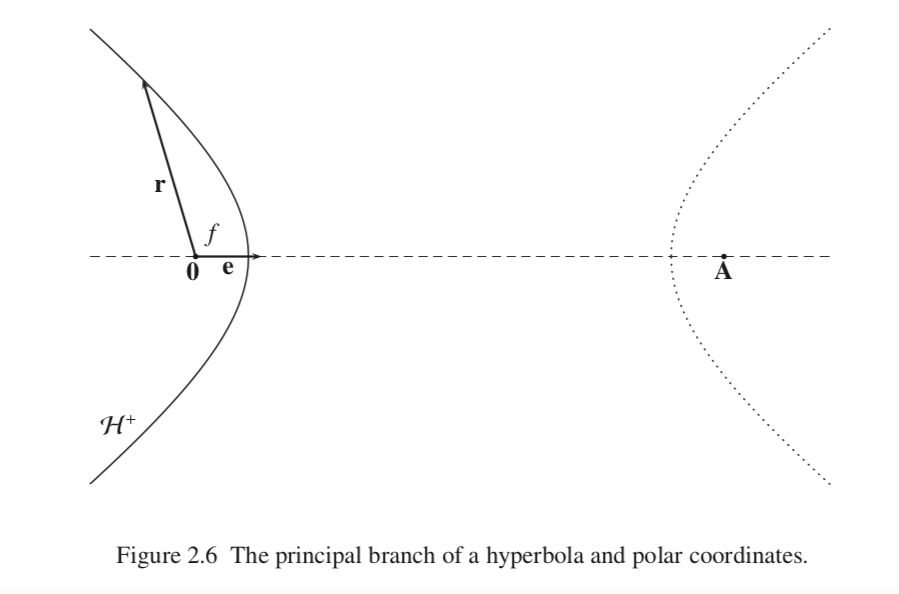 r
f
0
e
A
ℋ⁺
Figure 2.6 The principal branch of a hyperbola and polar coordinates.